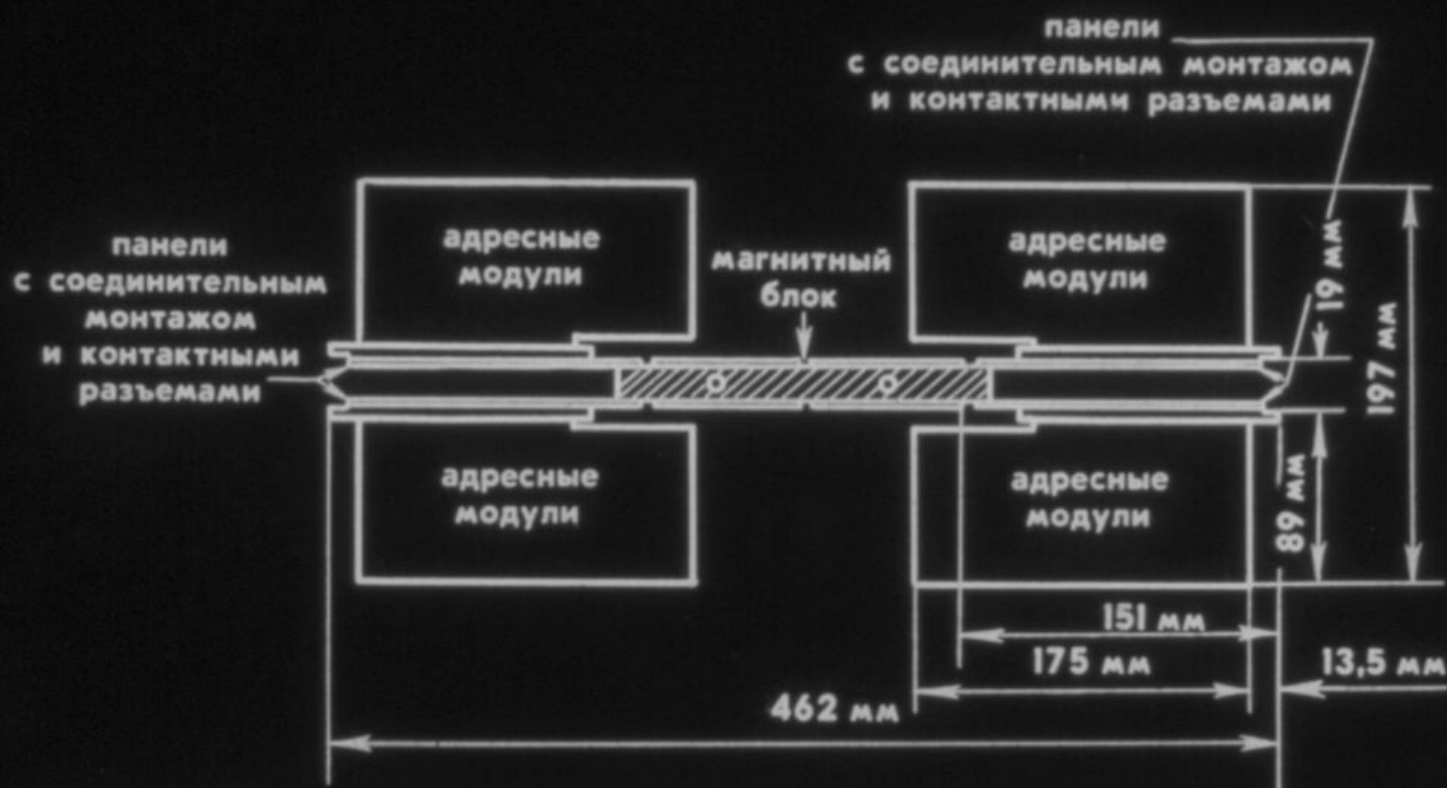 панели
с соединительным монтажом
и контактными разъемами
панели
с соединительным
монтажом
и контактными
разъемами
адресные
модули
магнитный
блок
адресные
модули
19 мм
197 мм
адресные
модули
адресные
модули
89 мм
151 мм
175 мм
13,5 мм
462 мм